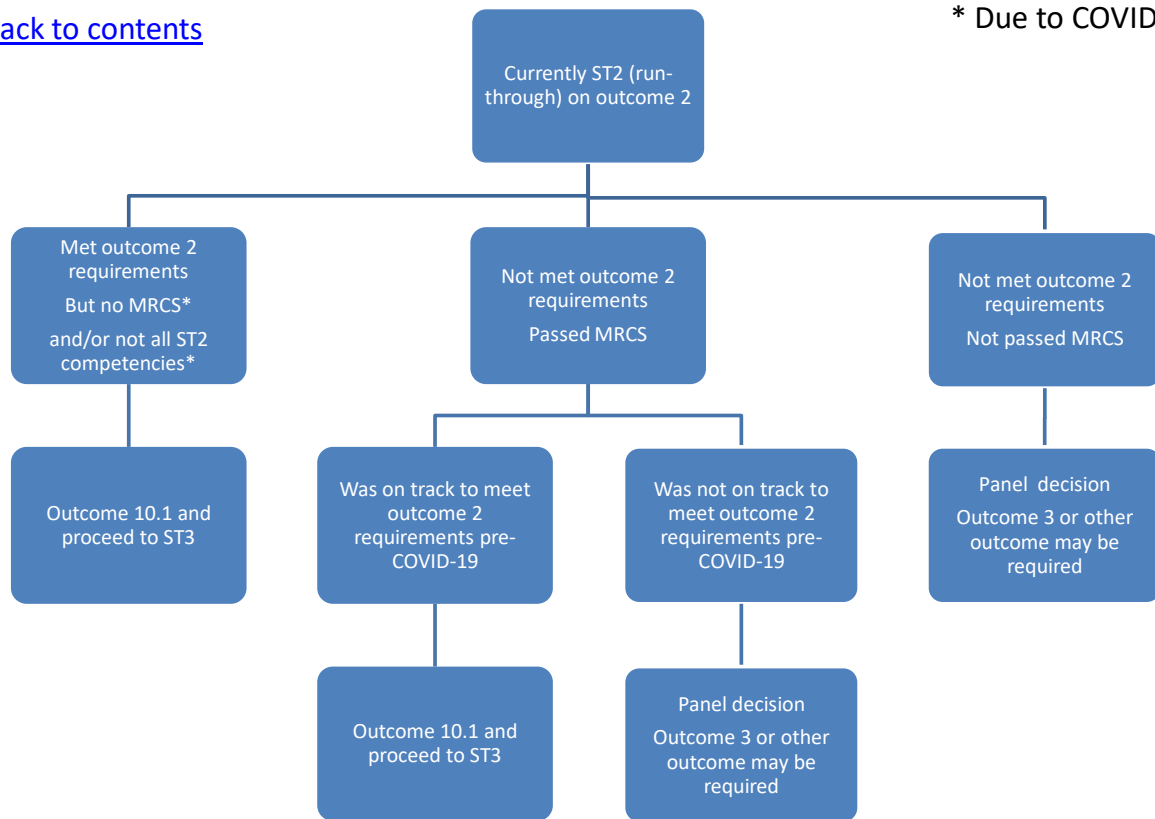 ack to contents
* Due to COVID
Currently ST2 (run-
through) on outcome 2
Met outcome 2
requirements
But no MRCS*
and/or not all ST2
competencies*
Not met outcome 2
requirements
Passed MRCS
Not met outcome 2
requirements
Not passed MRCS
Outcome 10.1 and
proceed to ST3
Was on track to meet
outcome 2
requirements pre-
COVID-19
Was not on track to
meet outcome 2
requirements pre-
COVID-19
Panel decision
Outcome 3 or other
outcome may be
required
Outcome 10.1 and
proceed to ST3
Panel decision
Outcome 3 or other
outcome may be
required